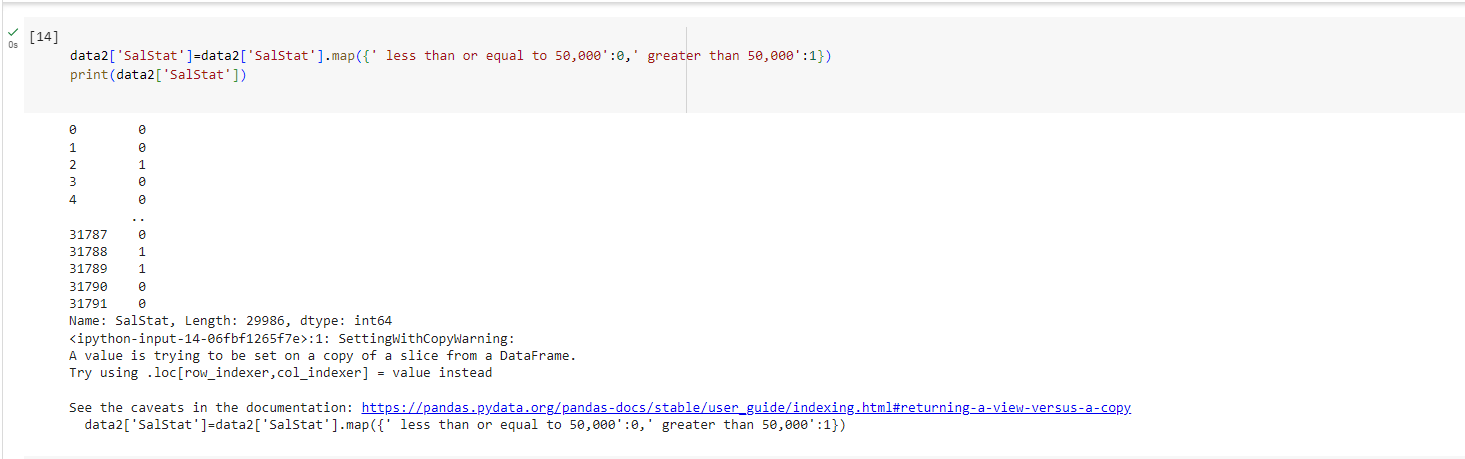 [14]
0s
data2['SalStat']=data2['SalStat'].map({' less than or equal to 50,000':0,' greater than 50,000':1})
print(data2['SalStat'])
0        0
1        0
2        1
3        0
4        0
        ..
31787    0
31788    1
31789    1
31790    0
31791    0
Name: SalStat, Length: 29986, dtype: int64
<ipython-input-14-06fbf1265f7e>:1: SettingWithCopyWarning:
A value is trying to be set on a copy of a slice from a DataFrame.
Try using .loc[row_indexer,col_indexer] = value instead
See the caveats in the documentation: https://pandas.pydata.org/pandas-docs/stable/user_guide/indexing.html#returning-a-view-versus-a-copy
  data2['SalStat']=data2['SalStat'].map({' less than or equal to 50,000':0,' greater than 50,000':1})